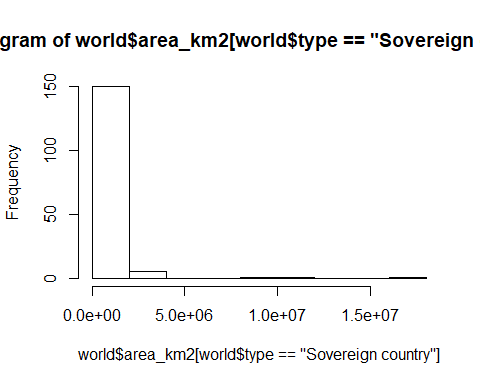 gram of world$area_km2[world$type == "Sovereign
150
100
50
0
Frequency
0.0e+00 5.0e+06 1.0e+07 1.5e+07
world$area_km2[world$type == "Sovereign country"]